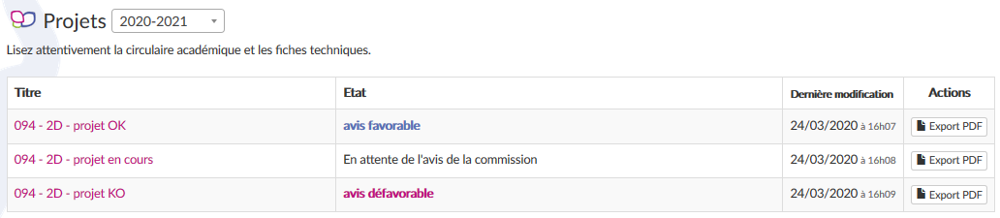 Projets 2020-2021
Lisez attentivement la circulaire académique et les fiches techniques.
Titre Etat Dernière modification Actions
094 - 2D - projet OK avis favorable 24/03/2020 à 16h07 Export PDF
094 - 2D - projet en cours En attente de l'avis de la commission 24/03/2020 à 16h08 Export PDF
094 - 2D - projet KO avis défavorable 24/03/2020 à 16h09 Export PDF